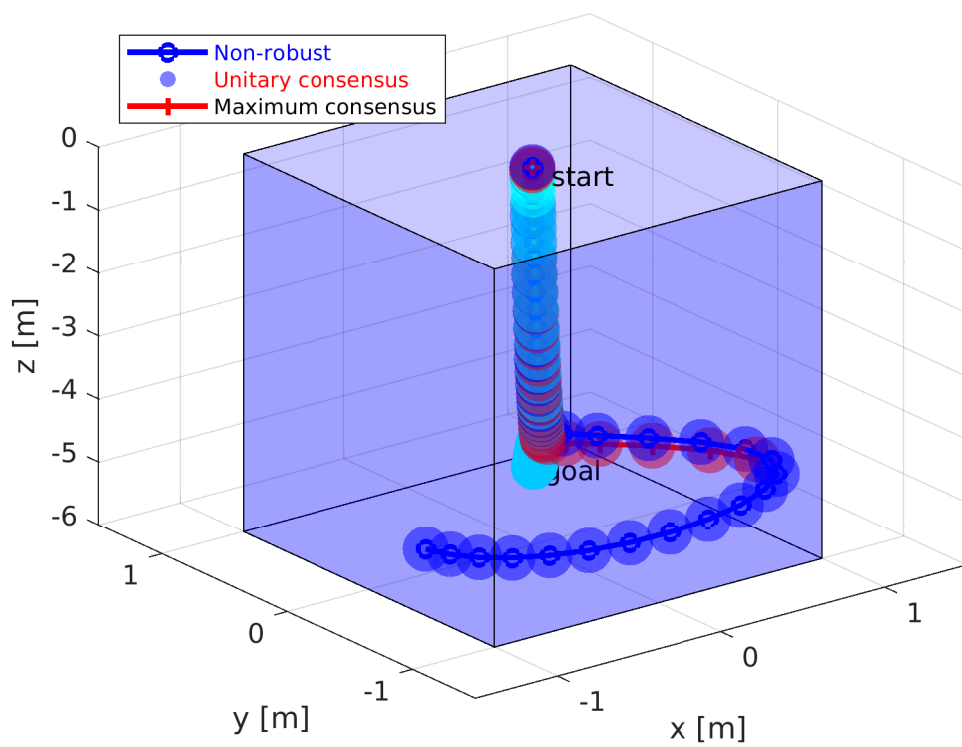 Non-robust
Unitary consensus
Maximum consensus
start
goal
0
-1
-2
-3
-4
-5
-6
z [m]
1
0
-1
y [m]
-1
0
1
x [m]